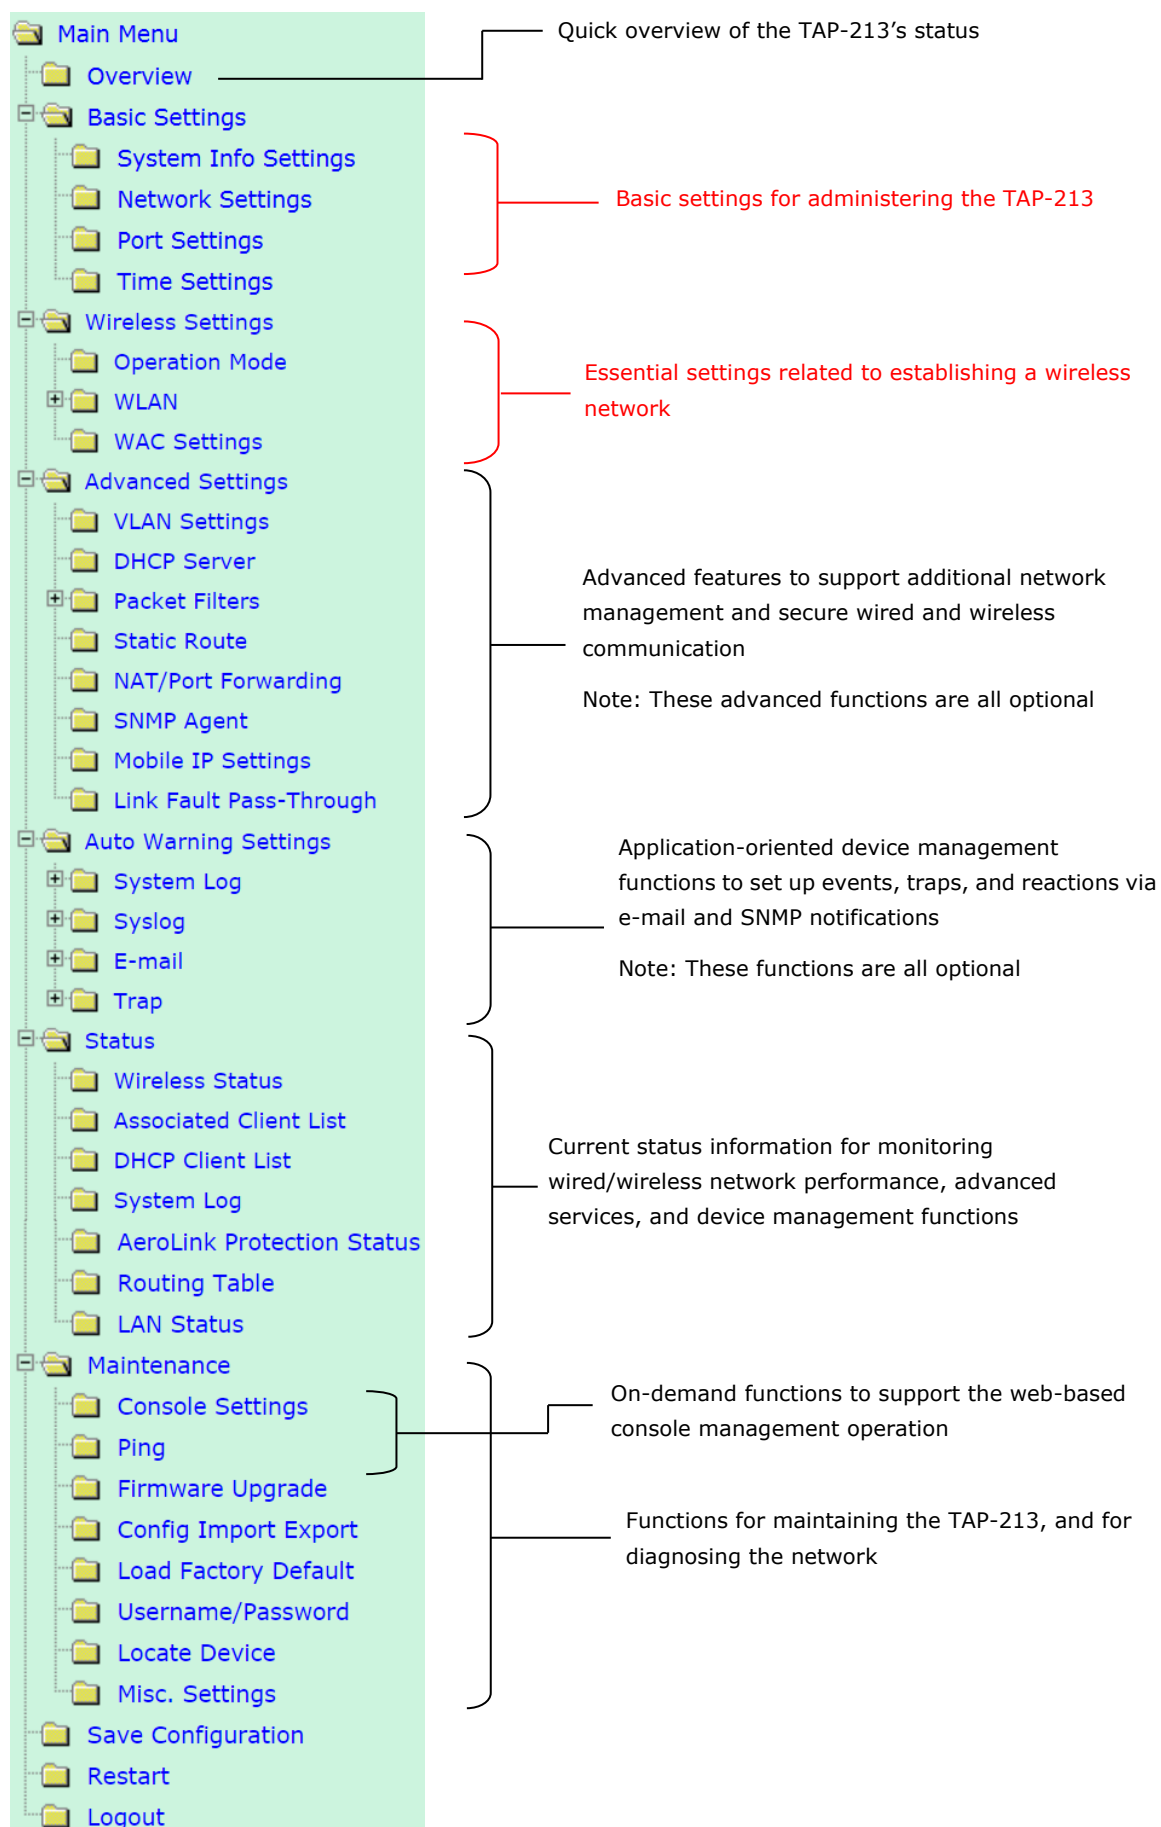 Main Menu
Quick overview of the TAP-213’s status
Overview
Basic Settings
System Info Settings
Network Settings
Port Settings
Time Settings
Basic settings for administering the TAP-213
Wireless Settings
Operation Mode
WLAN
WAC Settings
Essential settings related to establishing a wireless
network
Advanced Settings
VLAN Settings
DHCP Server
Packet Filters
Static Route
NAT/Port Forwarding
SNMP Agent
Mobile IP Settings
Link Fault Pass-Through
Advanced features to support additional network
management and secure wired and wireless
communication
Note: These advanced functions are all optional
Auto Warning Settings
System Log
Syslog
E-mail
Trap
Application-oriented device management
functions to set up events, traps, and reactions via
e-mail and SNMP notifications
Note: These functions are all optional
Status
Wireless Status
Associated Client List
DHCP Client List
System Log
AeroLink Protection Status
Routing Table
LAN Status
Current status information for monitoring
wired/wireless network performance, advanced
services, and device management functions
Maintenance
Console Settings
Ping
On-demand functions to support the web-based
console management operation
Firmware Upgrade
Config Import Export
Load Factory Default
Username/Password
Locate Device
Misc. Settings
Functions for maintaining the TAP-213, and for
diagnosing the network
Save Configuration
Restart
Logout